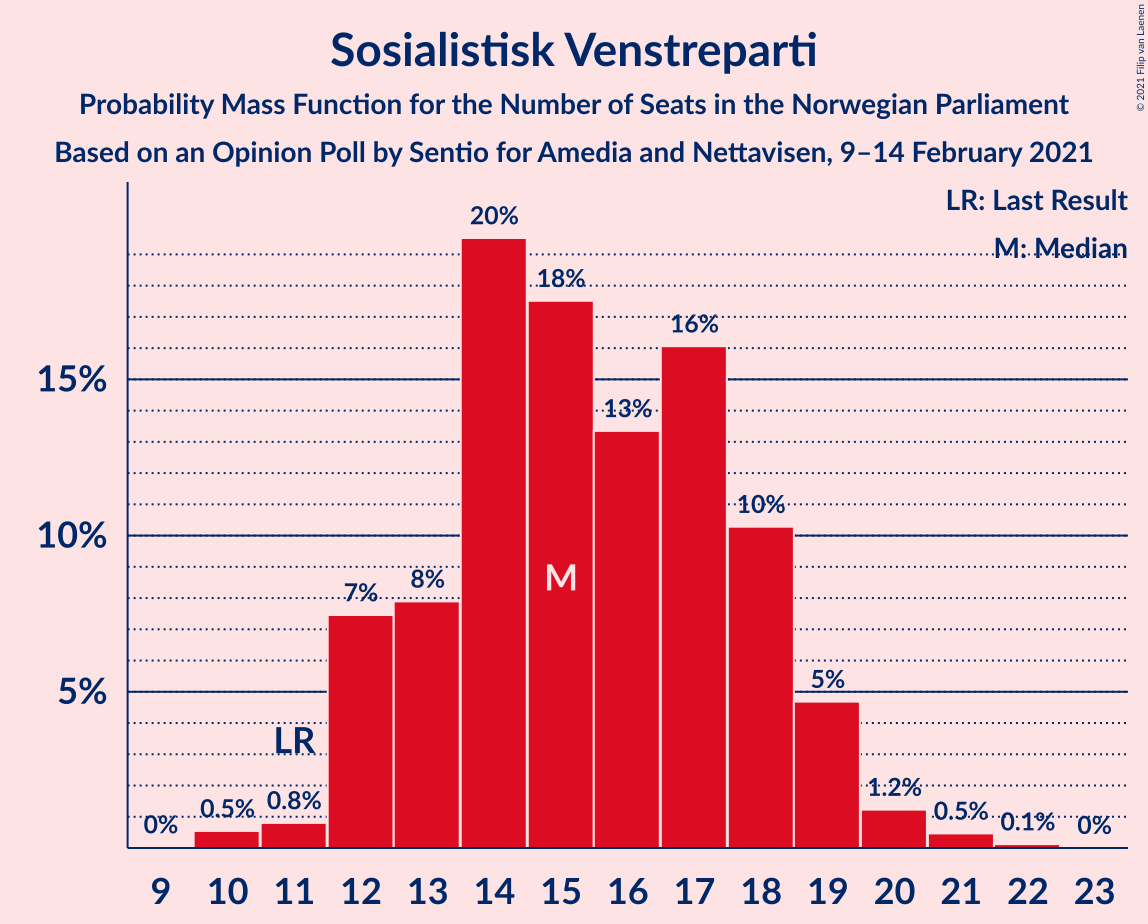 Sosialistisk Venstreparti
Probability Mass Function for the Number of Seats in the Norwegian Parliament
Based on an Opinion Poll by Sentio for Amedia and Nettavisen, 9–14 February 2021
© 2021 Filip van Laenen
LR: Last Result
M: Median
20%
18%
16%
15%
13%
10%
10%
8%
7%
M
5%
5%
LR
1.2%
0.8%
0.5%
0.5%
0.1%
0%
0%
9 10 11 12 13 14 15 16 17 18 19 20 21 22 23